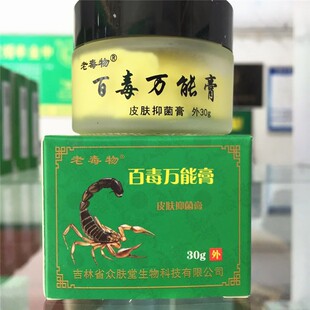 老毒物®
百毒万能膏
皮肤抑菌膏 外30g
老毒物®
百毒万能膏
皮肤抑菌膏
30g 外
吉林省众肤堂生物科技有限公司